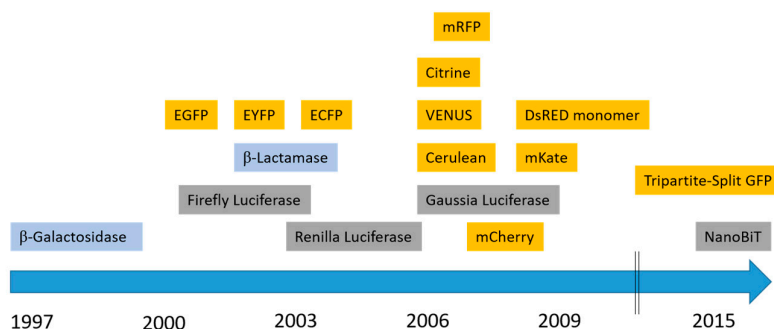 mRFP
Citrine
EGFP EYFP ECFP VENUS DsRED monomer
β-Lactamase Cerulean mKate
Tripartite-Split GFP
Firefly Luciferase Gaussia Luciferase
β-Galactosidase Renilla Luciferase mCherry NanoBiT
1997 2000 2003 2006 2009 2015